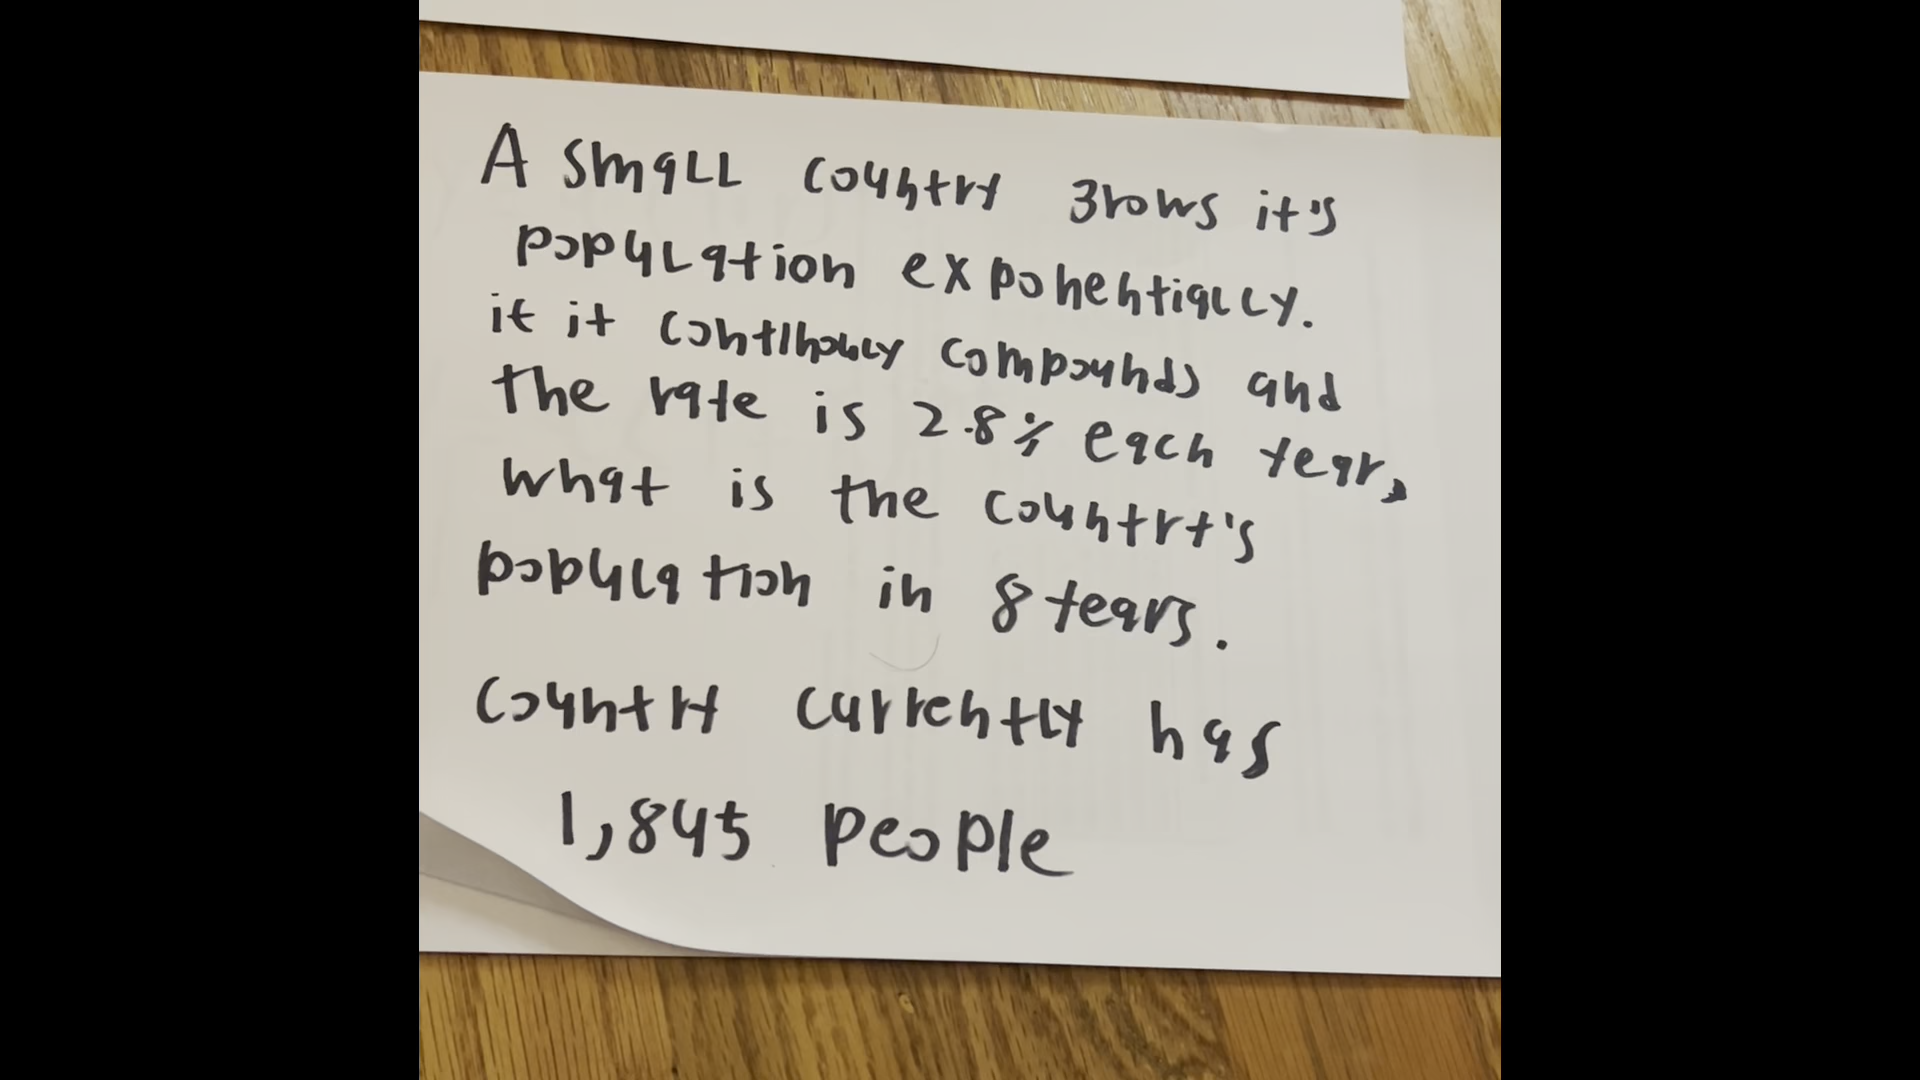 A small country grows it's
population exponentially.
if it continously compounds and
the rate is 2.8% each year,
what is the country's
population in 8 years.
Country currently has
1,845 people